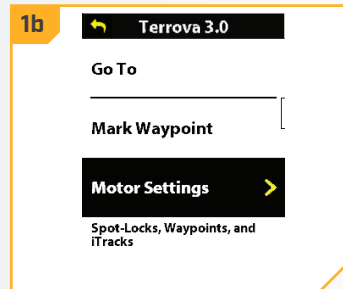 1b
Terrova 3.0
Go To
Mark Waypoint
Motor Settings
Spot-Locks, Waypoints, and
iTracks